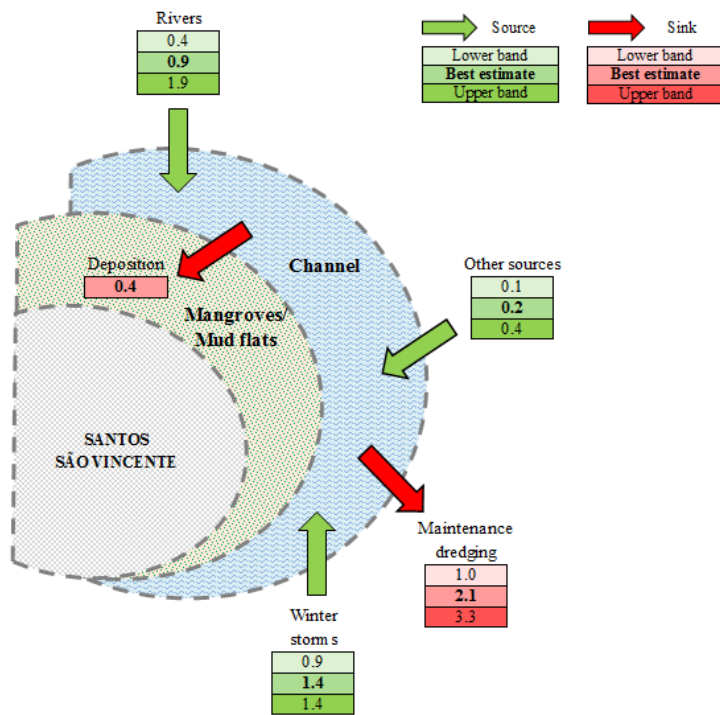 Rivers
0.4
0.9
1.9
Source
Lower band
Best estimate
Upper band
Sink
Lower band
Best estimate
Upper band
Deposition
0.4
Channel
Mangroves/
Mud flats
Other sources
0.1
0.2
0.4
SANTOS
SÃO VINCENTE
Maintenance
dredging
1.0
2.1
3.3
Winter
storm s
0.9
1.4
1.4